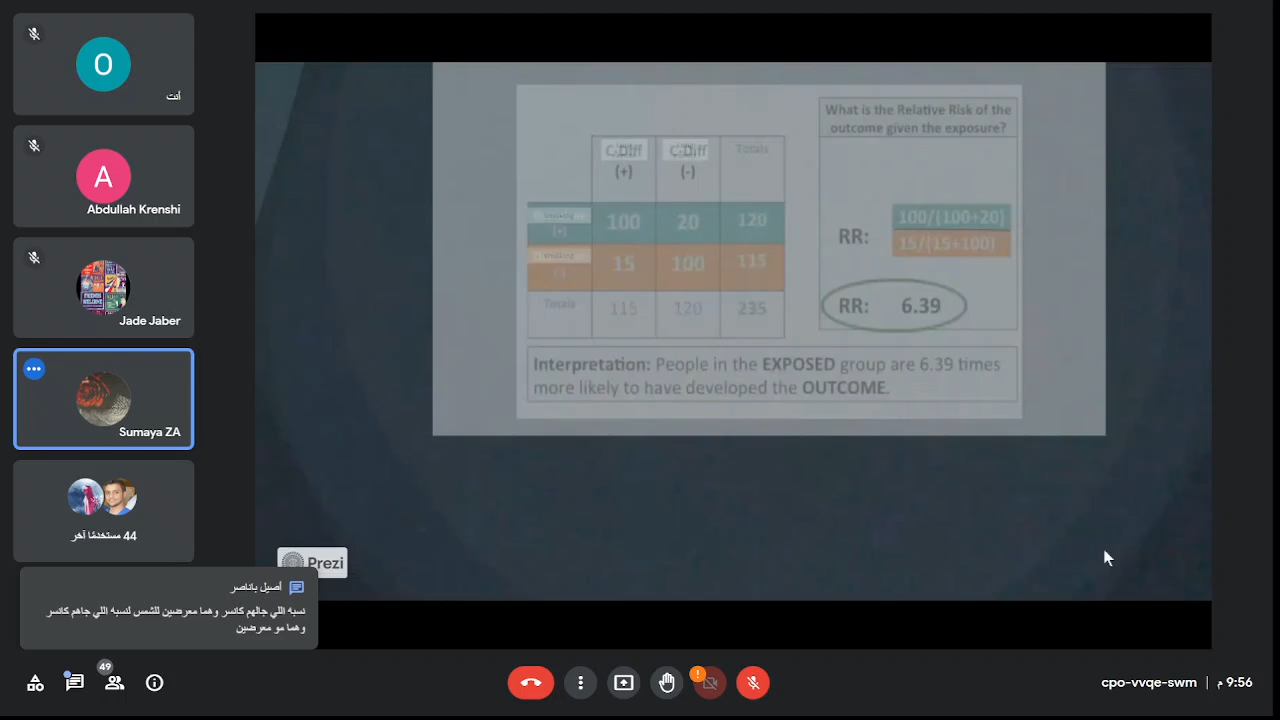 O
أنت
A
Abdullah Krenshi
Jade Jaber
Sumaya ZA
44 مستخدمًا آخر
What is the Relative Risk of the
outcome given the exposure?
(+)
(-)
Totals
(+)
100
20
120
15
100
115
Totals
115
120
235
RR:
100/(100+20)
15/(15+100)
RR: 6.39
Interpretation: People in the EXPOSED group are 6.39 times
more likely to have developed the OUTCOME.
Prezi
أصيل باناصر
نسبه اللي جالهم كانسر وهما معرضين للشمس لنسبه اللي جاهم كانسر
وهما مو معرضين
49
cpo-vvqe-swm | 9:56 م